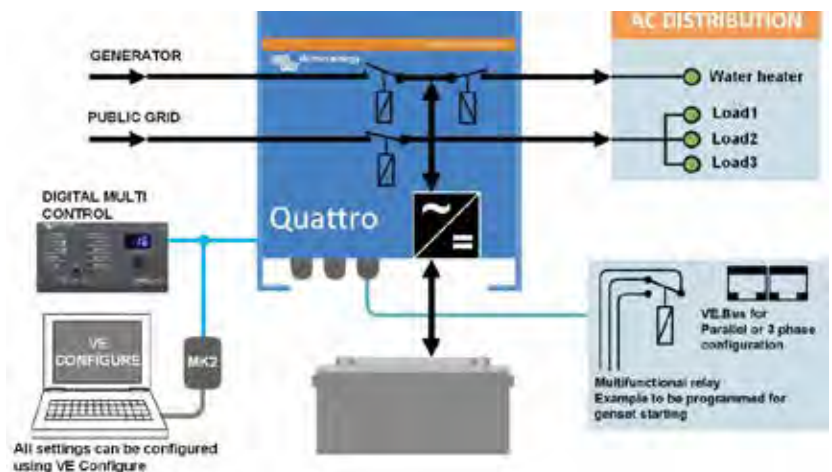 AC DISTRIBUTION
GENERATOR
victron energy
Water heater
PUBLIC GRID
Load1
Load2
Load3
DIGITAL MULTI
CONTROL
Quattro
VE
CONFIGURE
MK2
VE.Bus for
Parallel or 3 phase
configuration
Multifunctional relay
Example to be programmed for
genset starting
All settings can be configured
using VE Configure